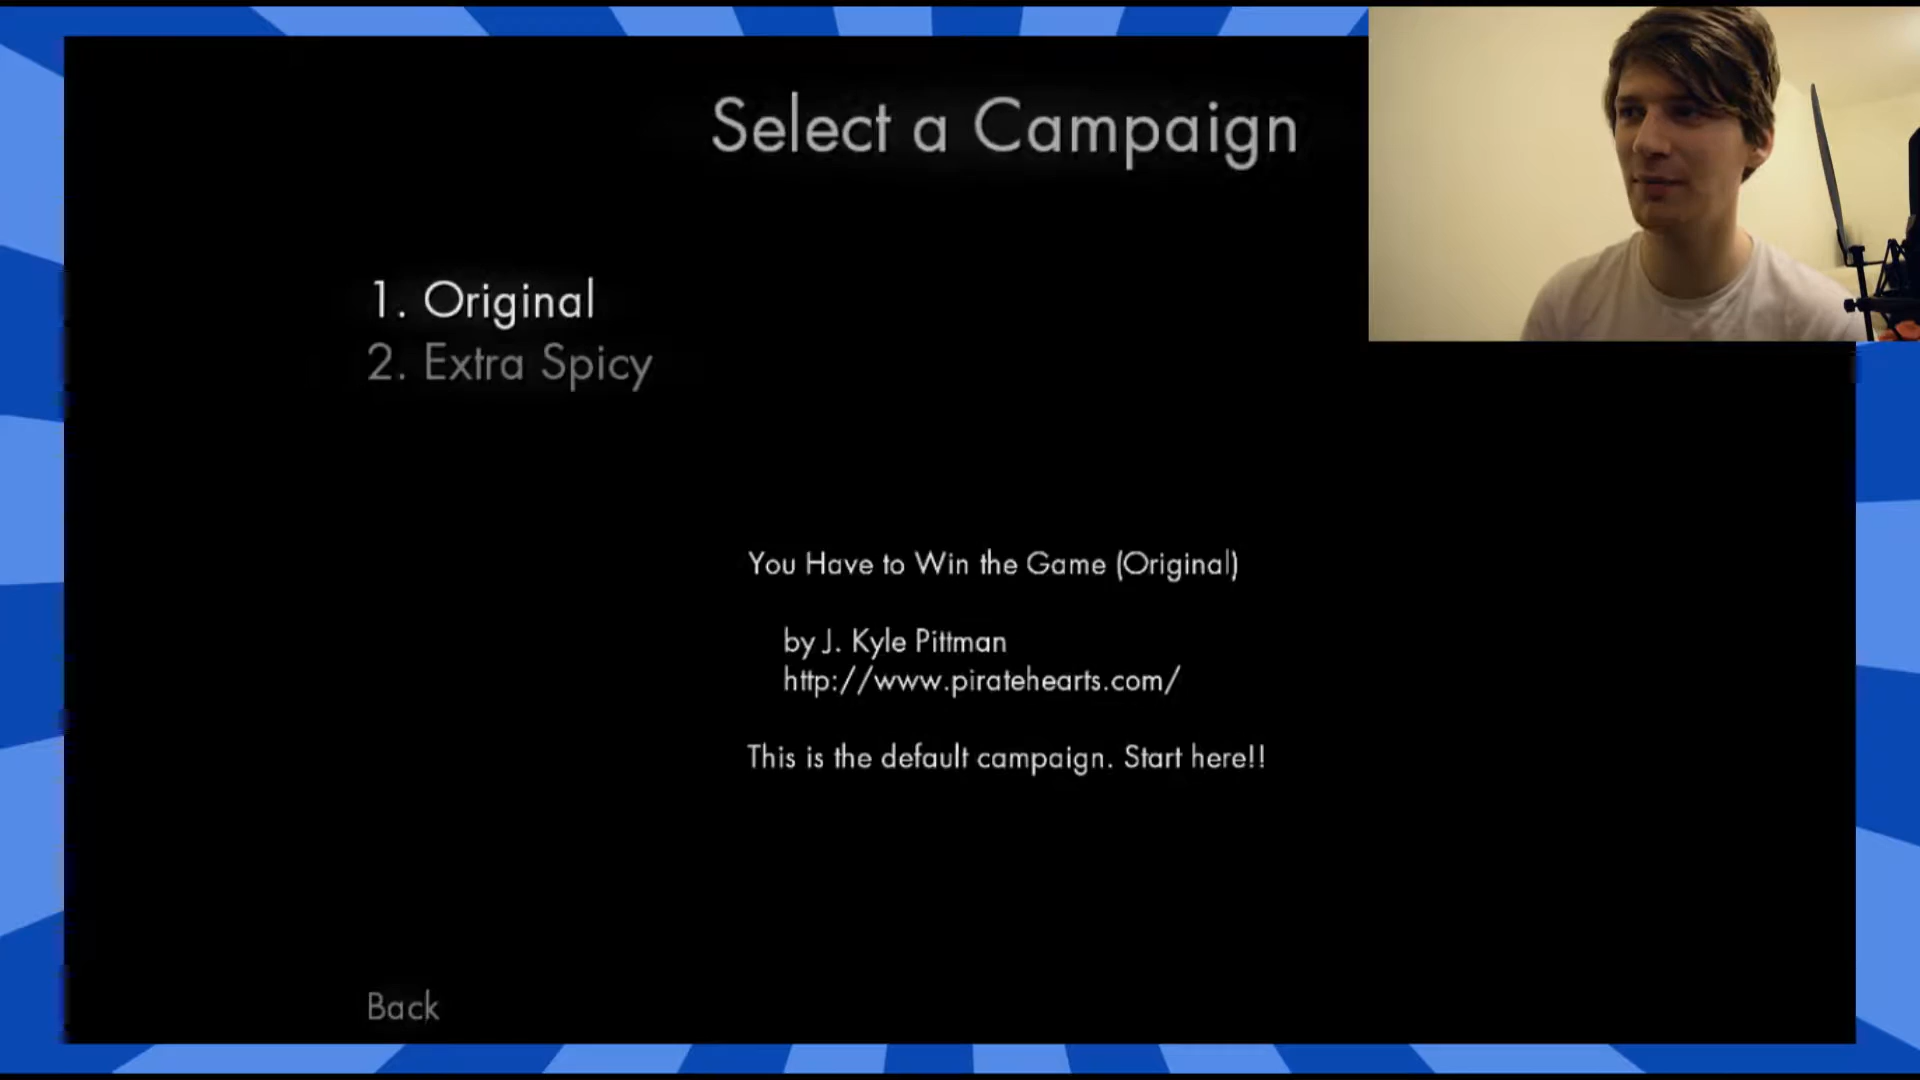 Select a Campaign
1. Original
2. Extra Spicy
You Have to Win the Game (Original)
by J. Kyle Pittman
http://www.piratehearts.com/
This is the default campaign. Start here!!
Back